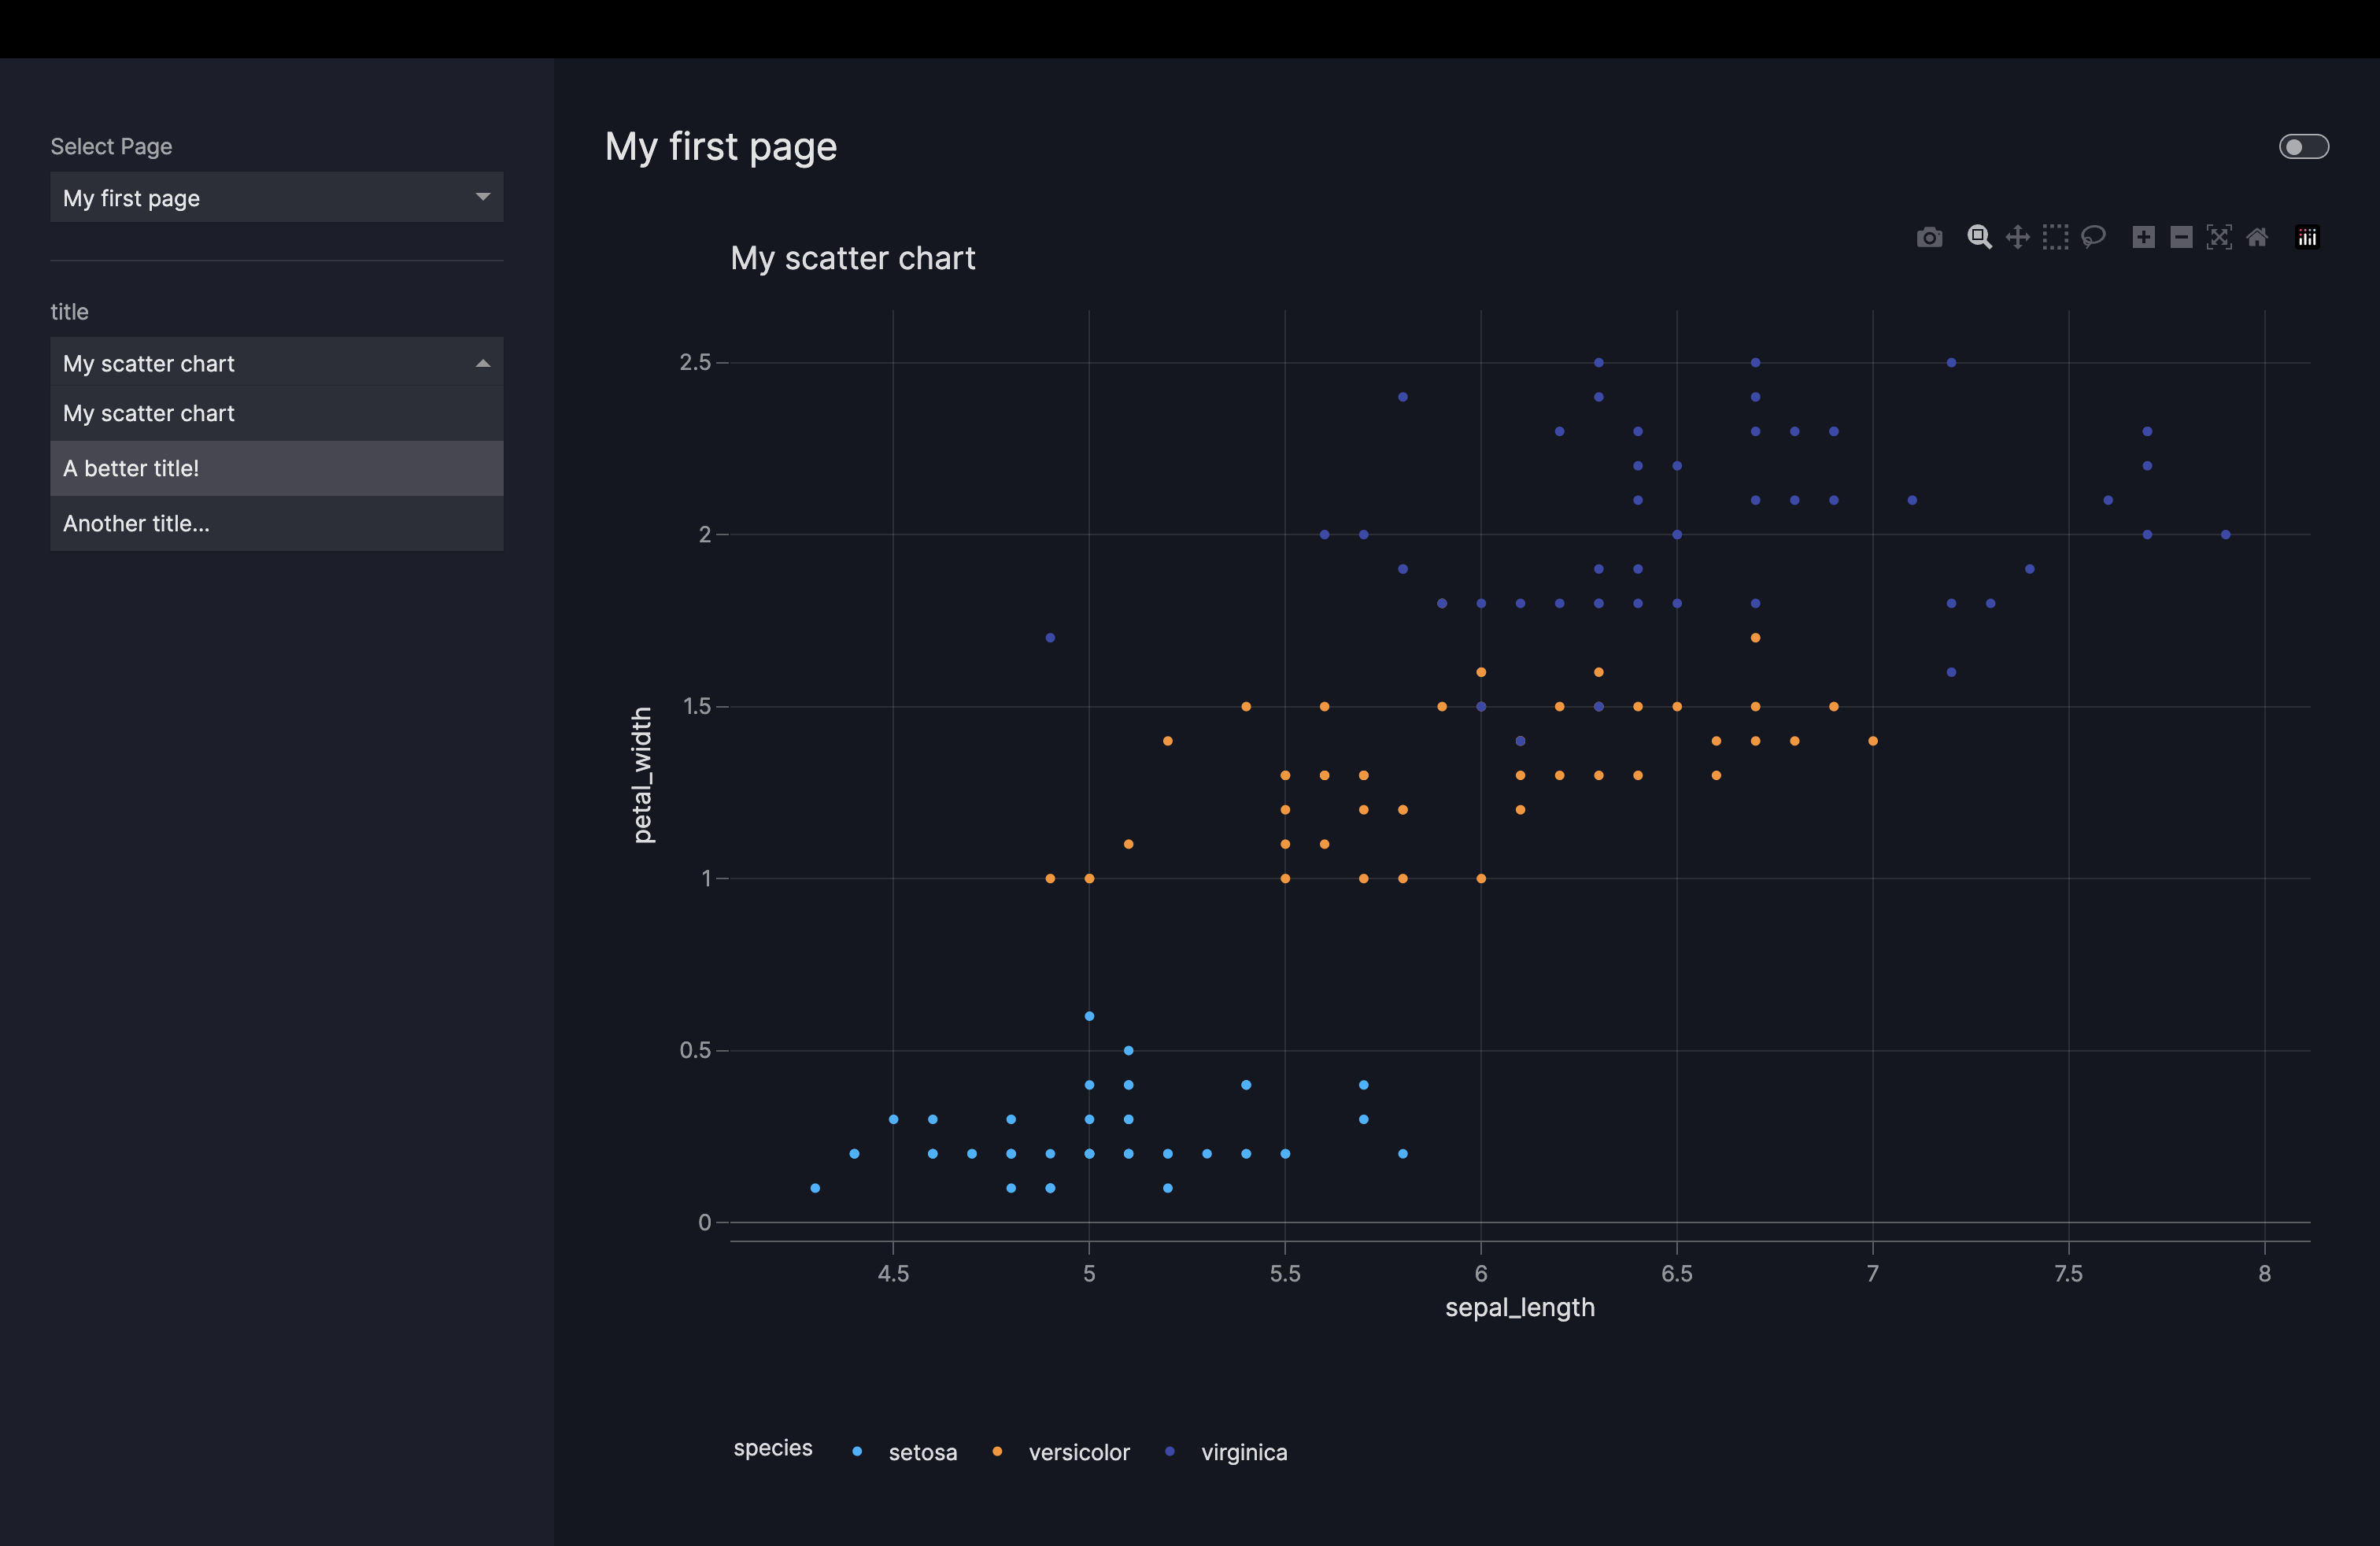 Select Page
My first page
title
My scatter chart
My scatter chart
A better title!
Another title...
My first page
My scatter chart
2.5
2
1.5
1
0.5
0
petal_width
4.5 5 5.5 6 6.5 7 7.5 8
sepal_length
species setosa versicolor virginica